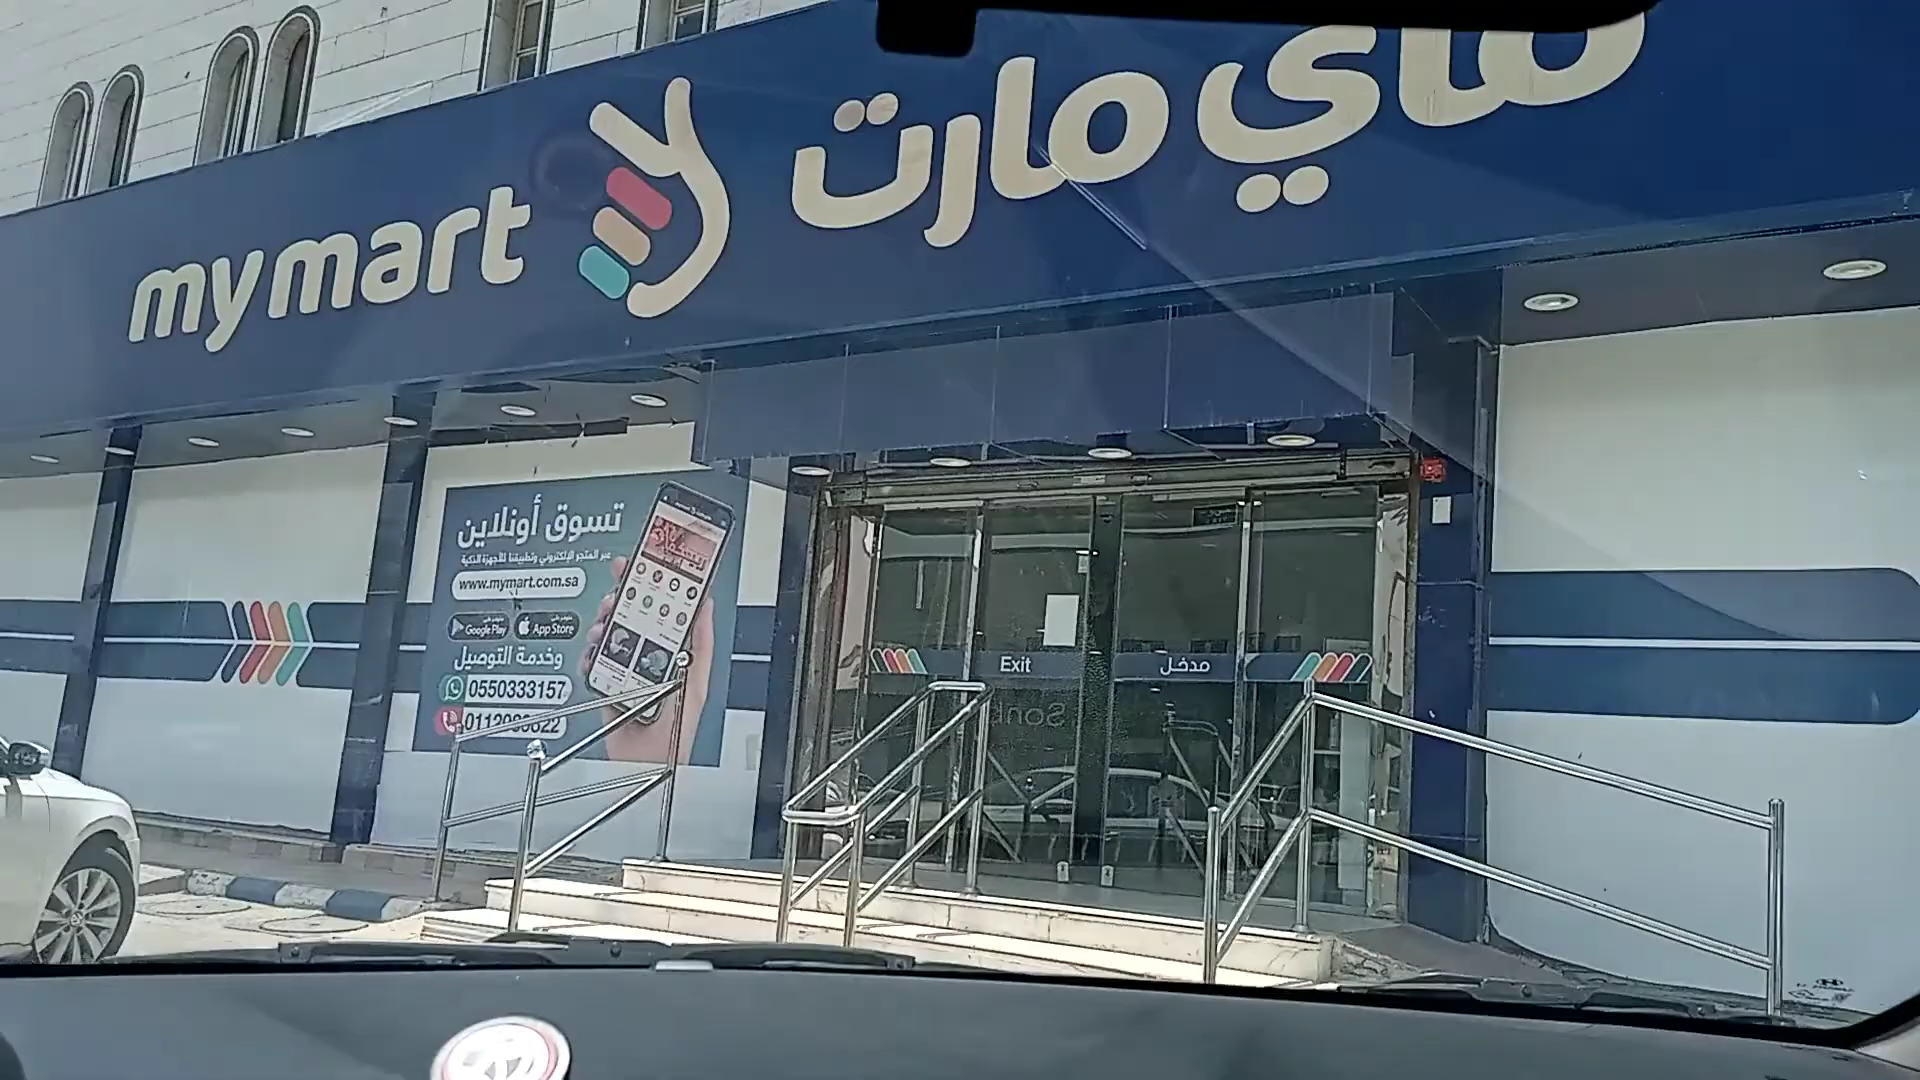 mymart
ماي مارت
تسوق أونلاين
عبر المتجر الإلكتروني وتطبيقنا للأجهزة الذكية
www.mymart.com.sa
Google Play
App Store
وخدمة التوصيل
0550333157
Exit
مدخل